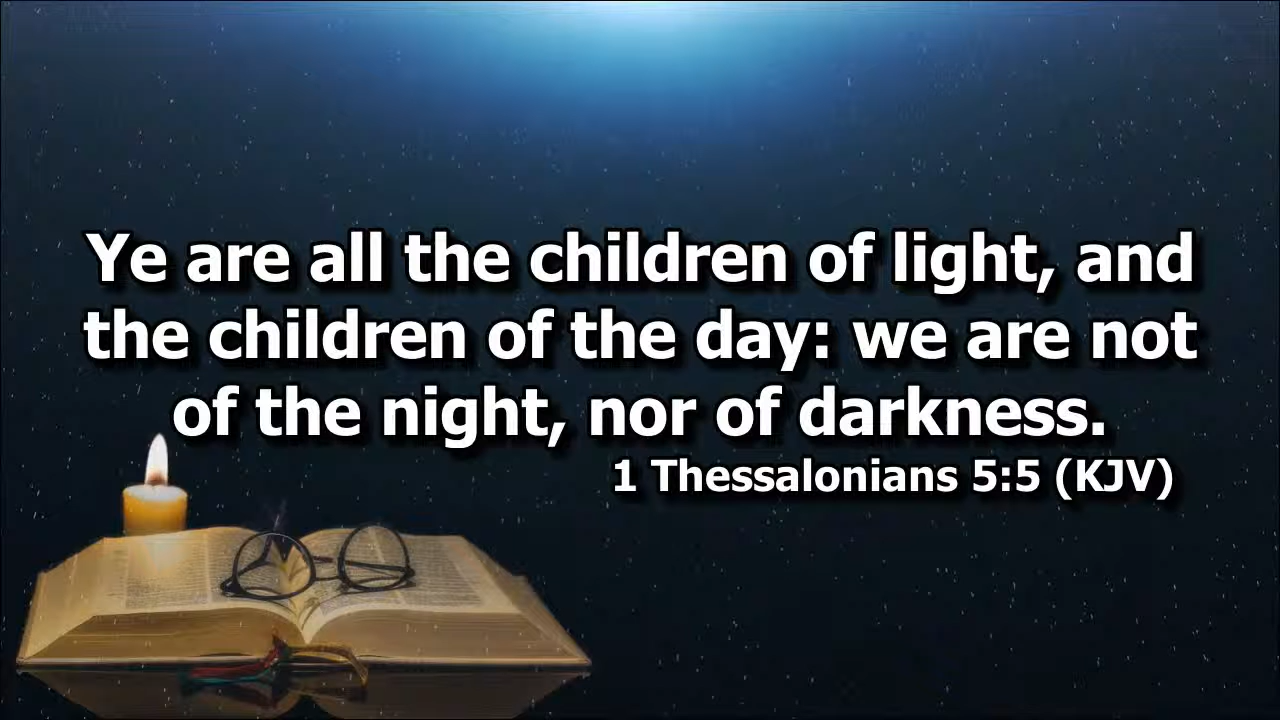 Ye are all the children of light, and
the children of the day: we are not
of the night, nor of darkness.
1 Thessalonians 5:5 (KJV)